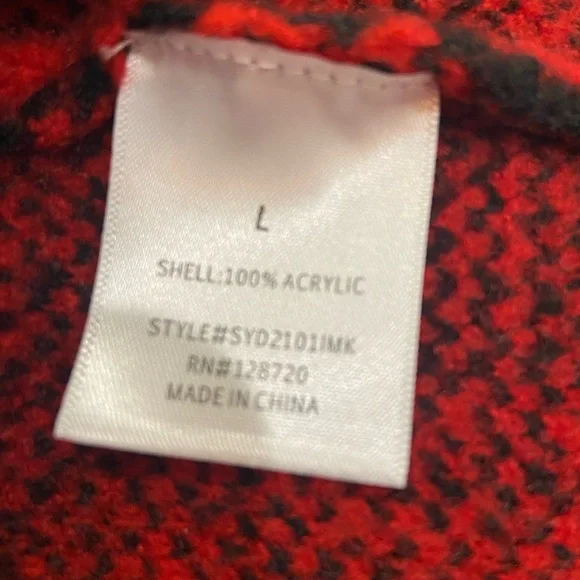 L
SHELL:100% ACRYLIC
STYLE#SYD2101IMK
RN#128720
MADE IN CHINA